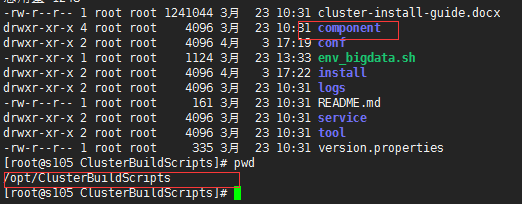 -rw-r--r-- 1 root root 1241044 3月  23 10:31 cluster-install-guide.docx
drwxr-xr-x 4 root root    4096 3月  23 10:31 component
drwxr-xr-x 2 root root    4096 4月   3 17:19 conf
-rwxr-xr-x 1 root root    1124 3月  23 13:33 env_bigdata.sh
drwxr-xr-x 2 root root    4096 4月   3 17:22 install
drwxr-xr-x 2 root root    4096 3月  23 10:31 logs
-rw-r--r-- 1 root root     161 3月  23 10:31 README.md
drwxr-xr-x 2 root root    4096 3月  23 10:31 service
drwxr-xr-x 2 root root    4096 3月  23 10:31 tool
-rw-r--r-- 1 root root     335 3月  23 10:31 version.properties
[root@s105 ClusterBuildScripts]# pwd
/opt/ClusterBuildScripts
[root@s105 ClusterBuildScripts]#